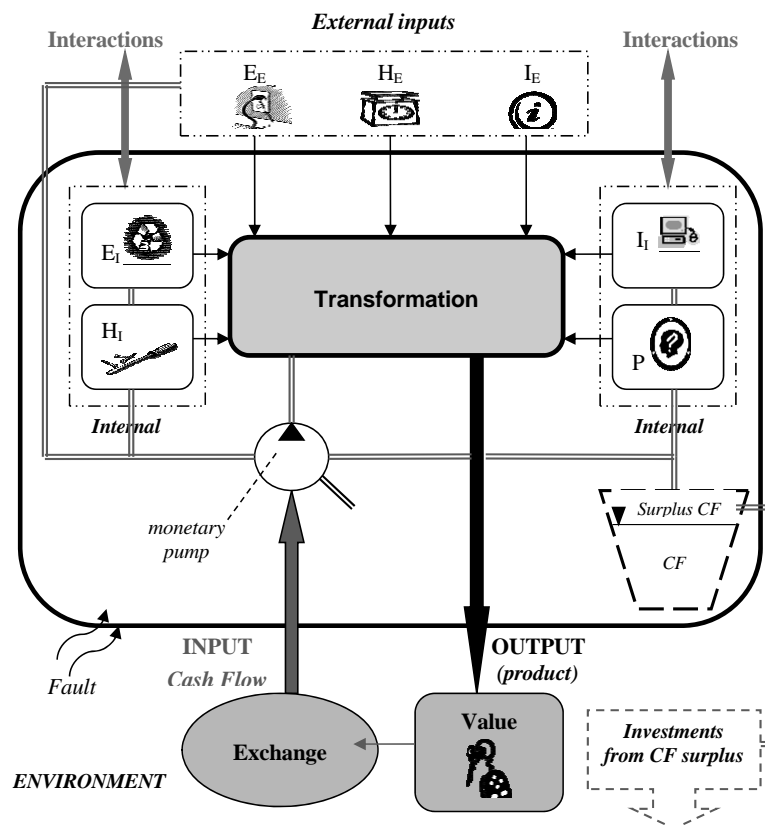 External inputs
Interactions
Interactions
E_E
H_E
I_E
i
E_I
I_I
Transformation
H_I
P
Internal
Internal
monetary
pump
Surplus CF
CF
INPUT
Cash Flow
OUTPUT
(product)
Fault
Value
Exchange
Investments
from CF surplus
ENVIRONMENT